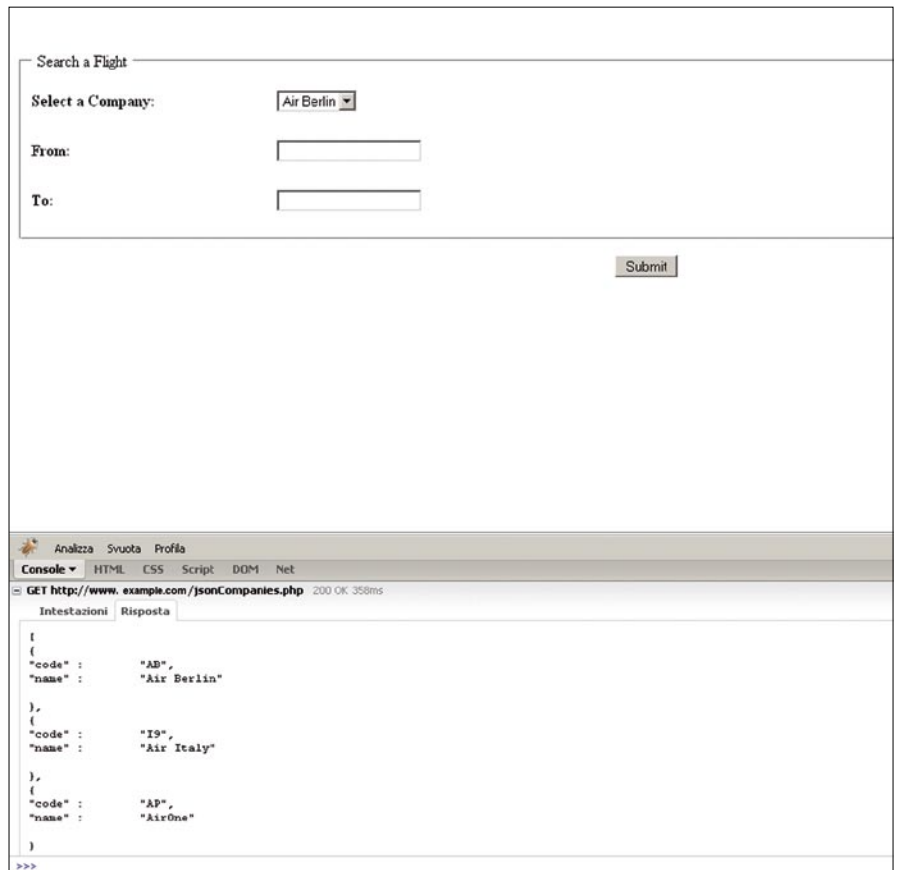 Search a Flight
Select a Company: Air Berlin
From:
To:
Submit
Analizza Svuota Profila
Console HTML CSS Script DOM Net
GET http://www. example.com /jsonCompanies.php 200 OK 358ms
Intestazioni Risposta
[
{
"code" : "AB",
"name" : "Air Berlin"
},
{
"code" : "I9",
"name" : "Air Italy"
},
{
"code" : "AP",
"name" : "AirOne"
}
>>>